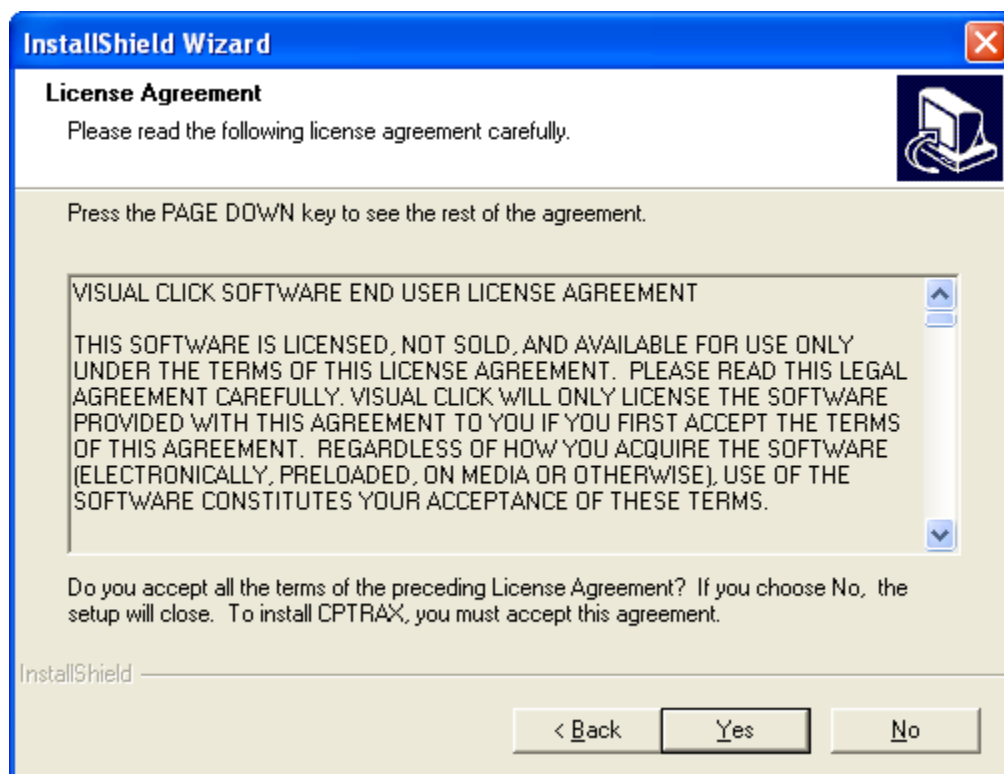 InstallShield Wizard
License Agreement
Please read the following license agreement carefully.
Press the PAGE DOWN key to see the rest of the agreement.
VISUAL CLICK SOFTWARE END USER LICENSE AGREEMENT
THIS SOFTWARE IS LICENSED, NOT SOLD, AND AVAILABLE FOR USE ONLY
UNDER THE TERMS OF THIS LICENSE AGREEMENT.  PLEASE READ THIS LEGAL
AGREEMENT CAREFULLY. VISUAL CLICK WILL ONLY LICENSE THE SOFTWARE
PROVIDED WITH THIS AGREEMENT TO YOU IF YOU FIRST ACCEPT THE TERMS
OF THIS AGREEMENT.  REGARDLESS OF HOW YOU ACQUIRE THE SOFTWARE
(ELECTRONICALLY, PRELOADED, ON MEDIA OR OTHERWISE), USE OF THE
SOFTWARE CONSTITUTES YOUR ACCEPTANCE OF THESE TERMS.
Do you accept all the terms of the preceding License Agreement?  If you choose No,  the
setup will close.  To install CPTRAX, you must accept this agreement.
InstallShield
< Back Yes No